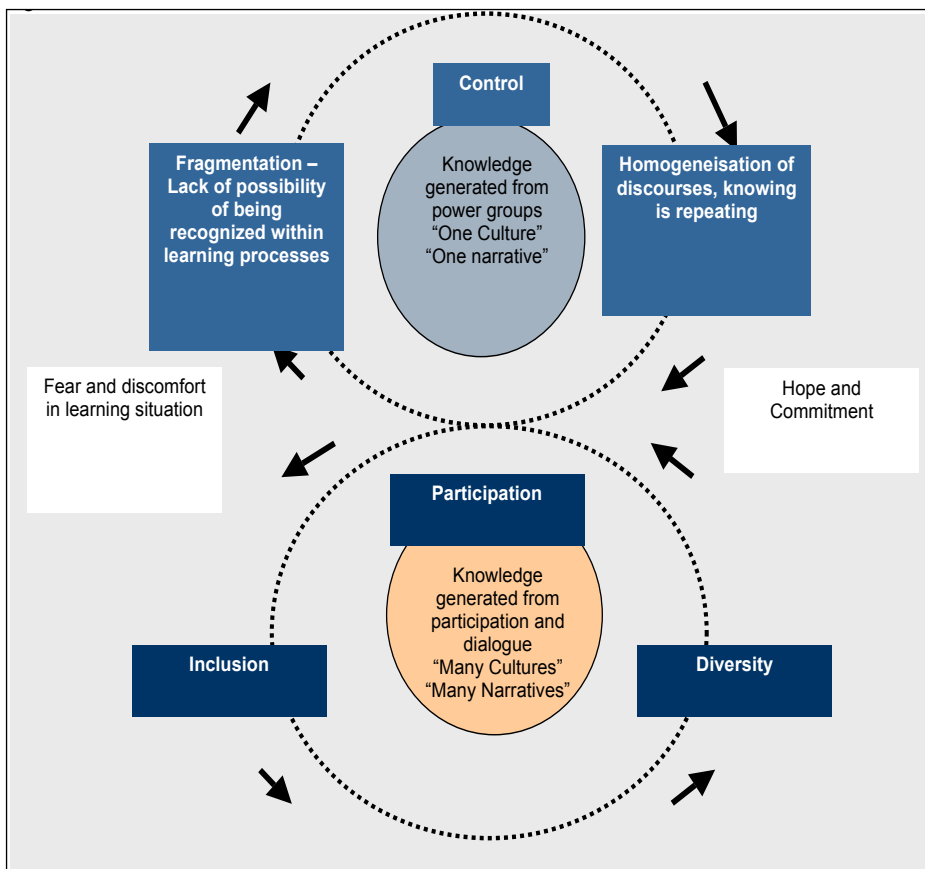 Control
Fragmentation –
Lack of possibility
of being
recognized within
learning processes
Knowledge
generated from
power groups
“One Culture”
“One narrative”
Homogeneisation of
discourses, knowing
is repeating
Fear and discomfort
in learning situation
Hope and
Commitment
Participation
Knowledge
generated from
participation and
dialogue
“Many Cultures”
“Many Narratives”
Inclusion
Diversity